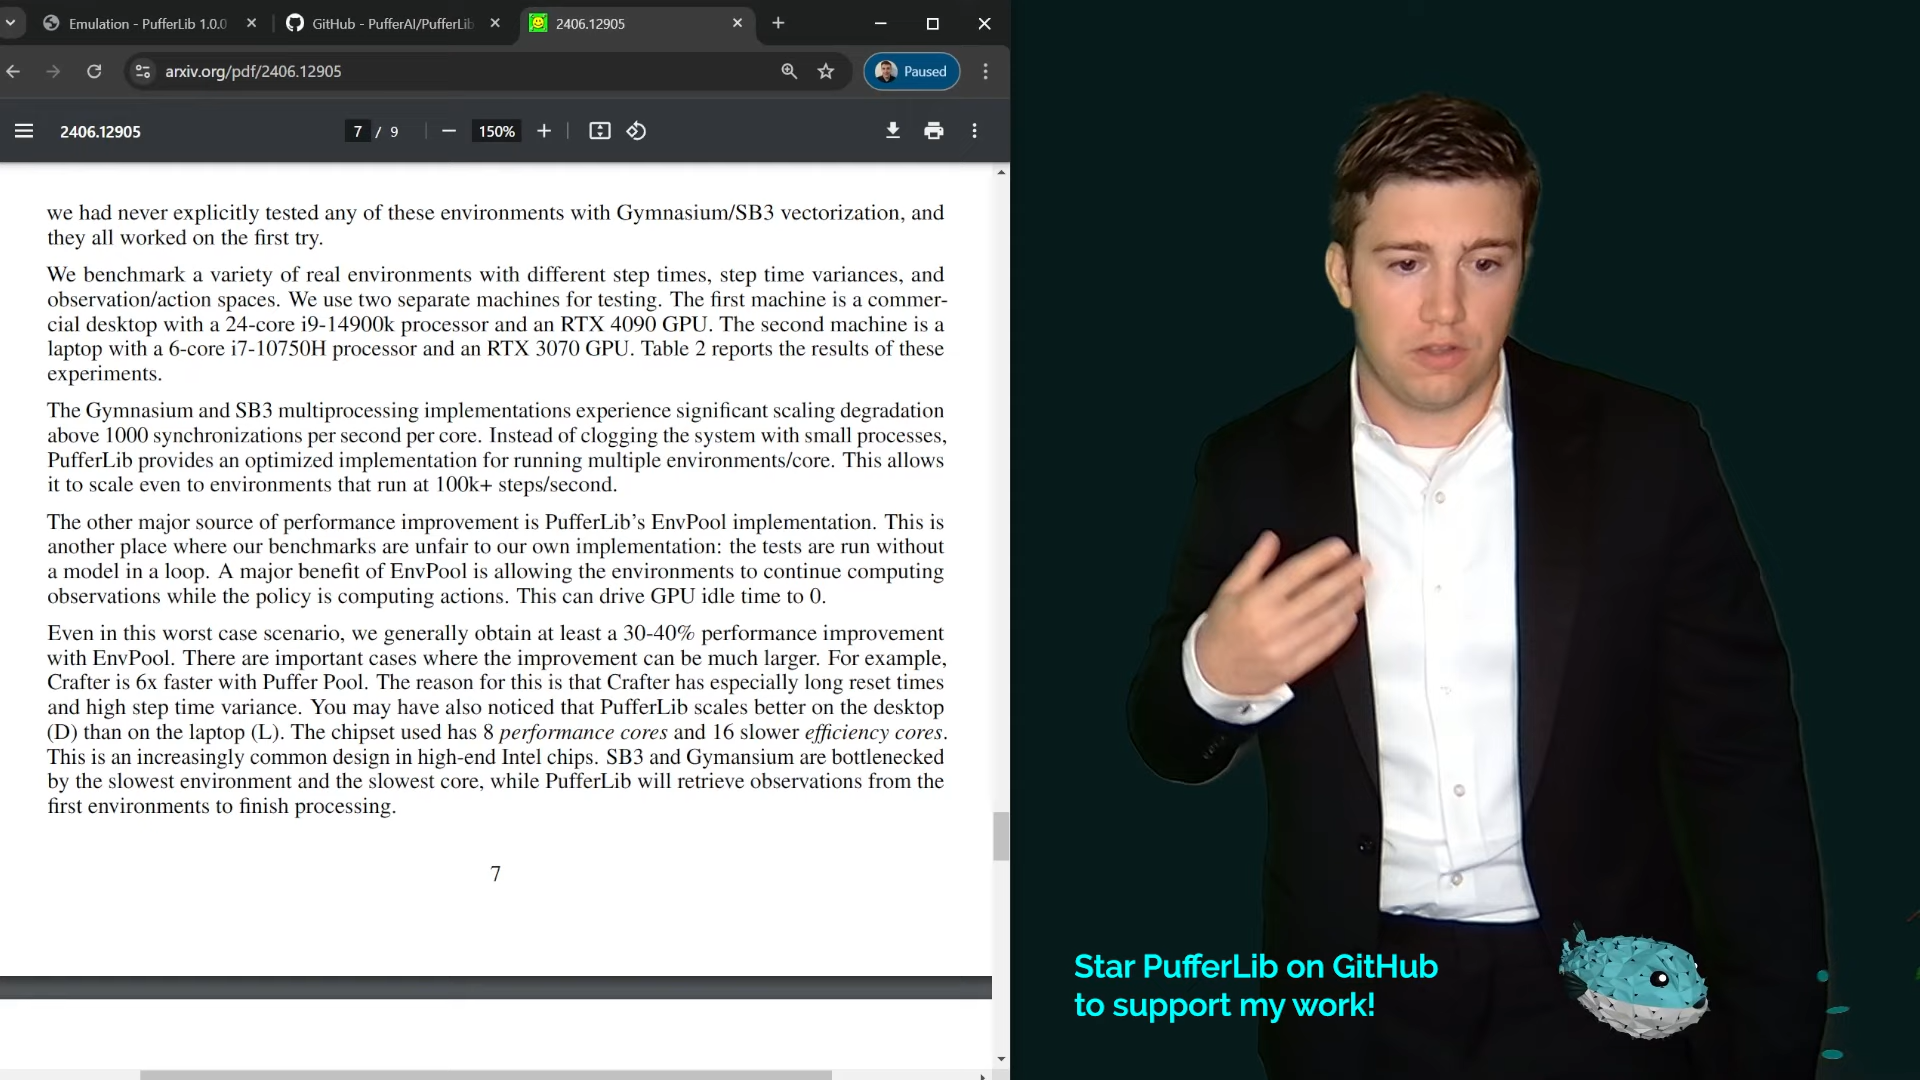 Emulation - PufferLib 1.0.0
GitHub - PufferAI/PufferLib
2406.12905
arxiv.org/pdf/2406.12905
Paused
2406.12905
7 / 9
150%
we had never explicitly tested any of these environments with Gymnasium/SB3 vectorization, and
they all worked on the first try.
We benchmark a variety of real environments with different step times, step time variances, and
observation/action spaces. We use two separate machines for testing. The first machine is a commer-
cial desktop with a 24-core i9-14900k processor and an RTX 4090 GPU. The second machine is a
laptop with a 6-core i7-10750H processor and an RTX 3070 GPU. Table 2 reports the results of these
experiments.
The Gymnasium and SB3 multiprocessing implementations experience significant scaling degradation
above 1000 synchronizations per second per core. Instead of clogging the system with small processes,
PufferLib provides an optimized implementation for running multiple environments/core. This allows
it to scale even to environments that run at 100k+ steps/second.
The other major source of performance improvement is PufferLib's EnvPool implementation. This is
another place where our benchmarks are unfair to our own implementation: the tests are run without
a model in a loop. A major benefit of EnvPool is allowing the environments to continue computing
observations while the policy is computing actions. This can drive GPU idle time to 0.
Even in this worst case scenario, we generally obtain at least a 30-40% performance improvement
with EnvPool. There are important cases where the improvement can be much larger. For example,
Crafter is 6x faster with Puffer Pool. The reason for this is that Crafter has especially long reset times
and high step time variance. You may have also noticed that PufferLib scales better on the desktop
(D) than on the laptop (L). The chipset used has 8 performance cores and 16 slower efficiency cores.
This is an increasingly common design in high-end Intel chips. SB3 and Gymansium are bottlenecked
by the slowest environment and the slowest core, while PufferLib will retrieve observations from the
first environments to finish processing.
7
Star PufferLib on GitHub
to support my work!